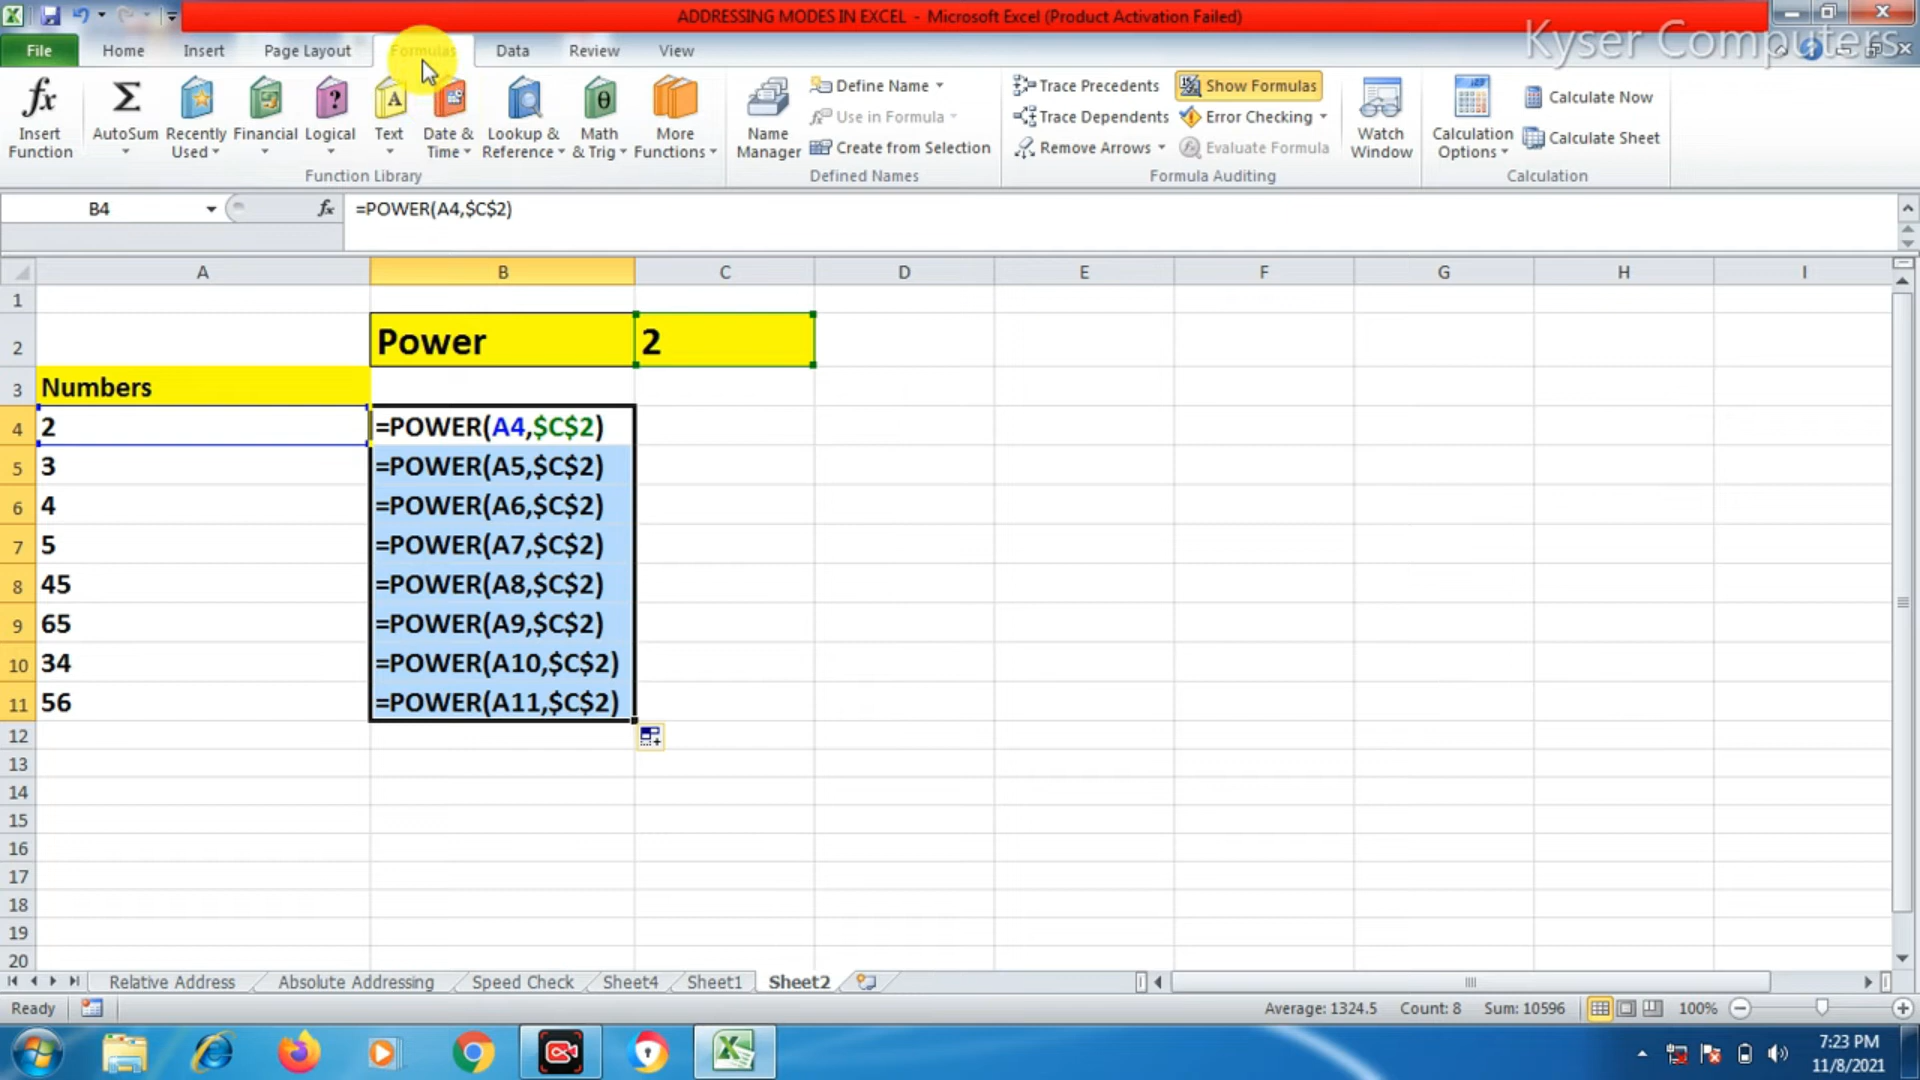 ADDRESSING MODES IN EXCEL - Microsoft Excel (Product Activation Failed)
Kyser Computers
File Home Insert Page Layout Formulas Data Review View
Insert Function
AutoSum
Recently Used
Financial
Logical
Text
Date & Time
Lookup & Reference
Math & Trig
More Functions
Function Library
Name Manager
Define Name
Use in Formula
Create from Selection
Defined Names
Trace Precedents
Trace Dependents
Remove Arrows
Show Formulas
Error Checking
Evaluate Formula
Formula Auditing
Watch Window
Calculation Options
Calculate Now
Calculate Sheet
Calculation
B4 fx =POWER(A4,$C$2)
A B C D E F G H I
1
2 Power 2
3 Numbers
4 2 =POWER(A4,$C$2)
5 3 =POWER(A5,$C$2)
6 4 =POWER(A6,$C$2)
7 5 =POWER(A7,$C$2)
8 45 =POWER(A8,$C$2)
9 65 =POWER(A9,$C$2)
10 34 =POWER(A10,$C$2)
11 56 =POWER(A11,$C$2)
12
13
14
15
16
17
18
19
20
Relative Address Absolute Addressing Speed Check Sheet4 Sheet1 Sheet2
Ready Average: 1324.5 Count: 8 Sum: 10596 100%
7:23 PM
11/8/2021